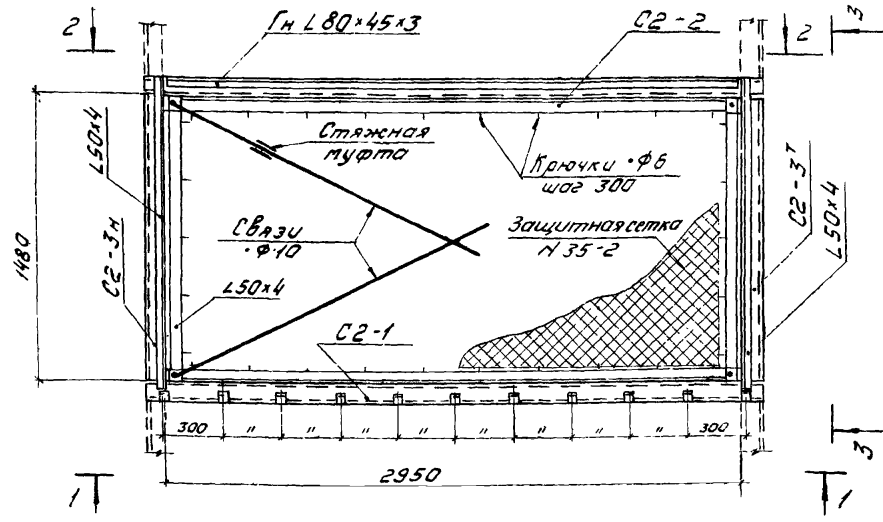 2
Гн L80×45×3
С2-2
2
3
Стяжная
муфта
Крючки •Ф6
шаг 300
L50×4
С2-3т
L50×4
1480
С2-3н
Связи
•Ф10
Защитная сетка
N 35-2
L50×4
С2-1
300
"
"
"
"
"
"
"
"
300
3
2950
1
1